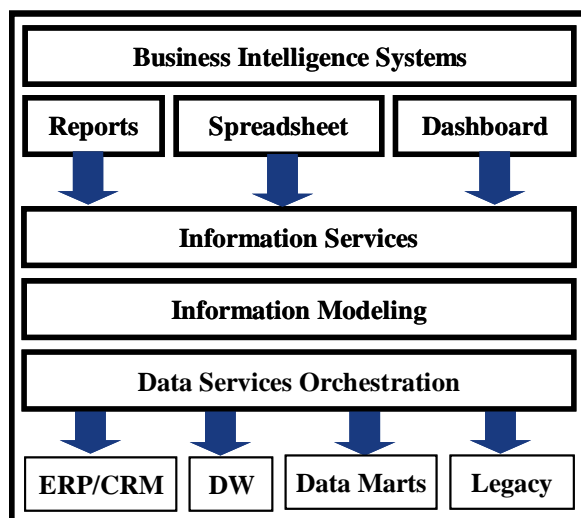 Business Intelligence Systems
Reports Spreadsheet Dashboard
Information Services
Information Modeling
Data Services Orchestration
ERP/CRM DW Data Marts Legacy